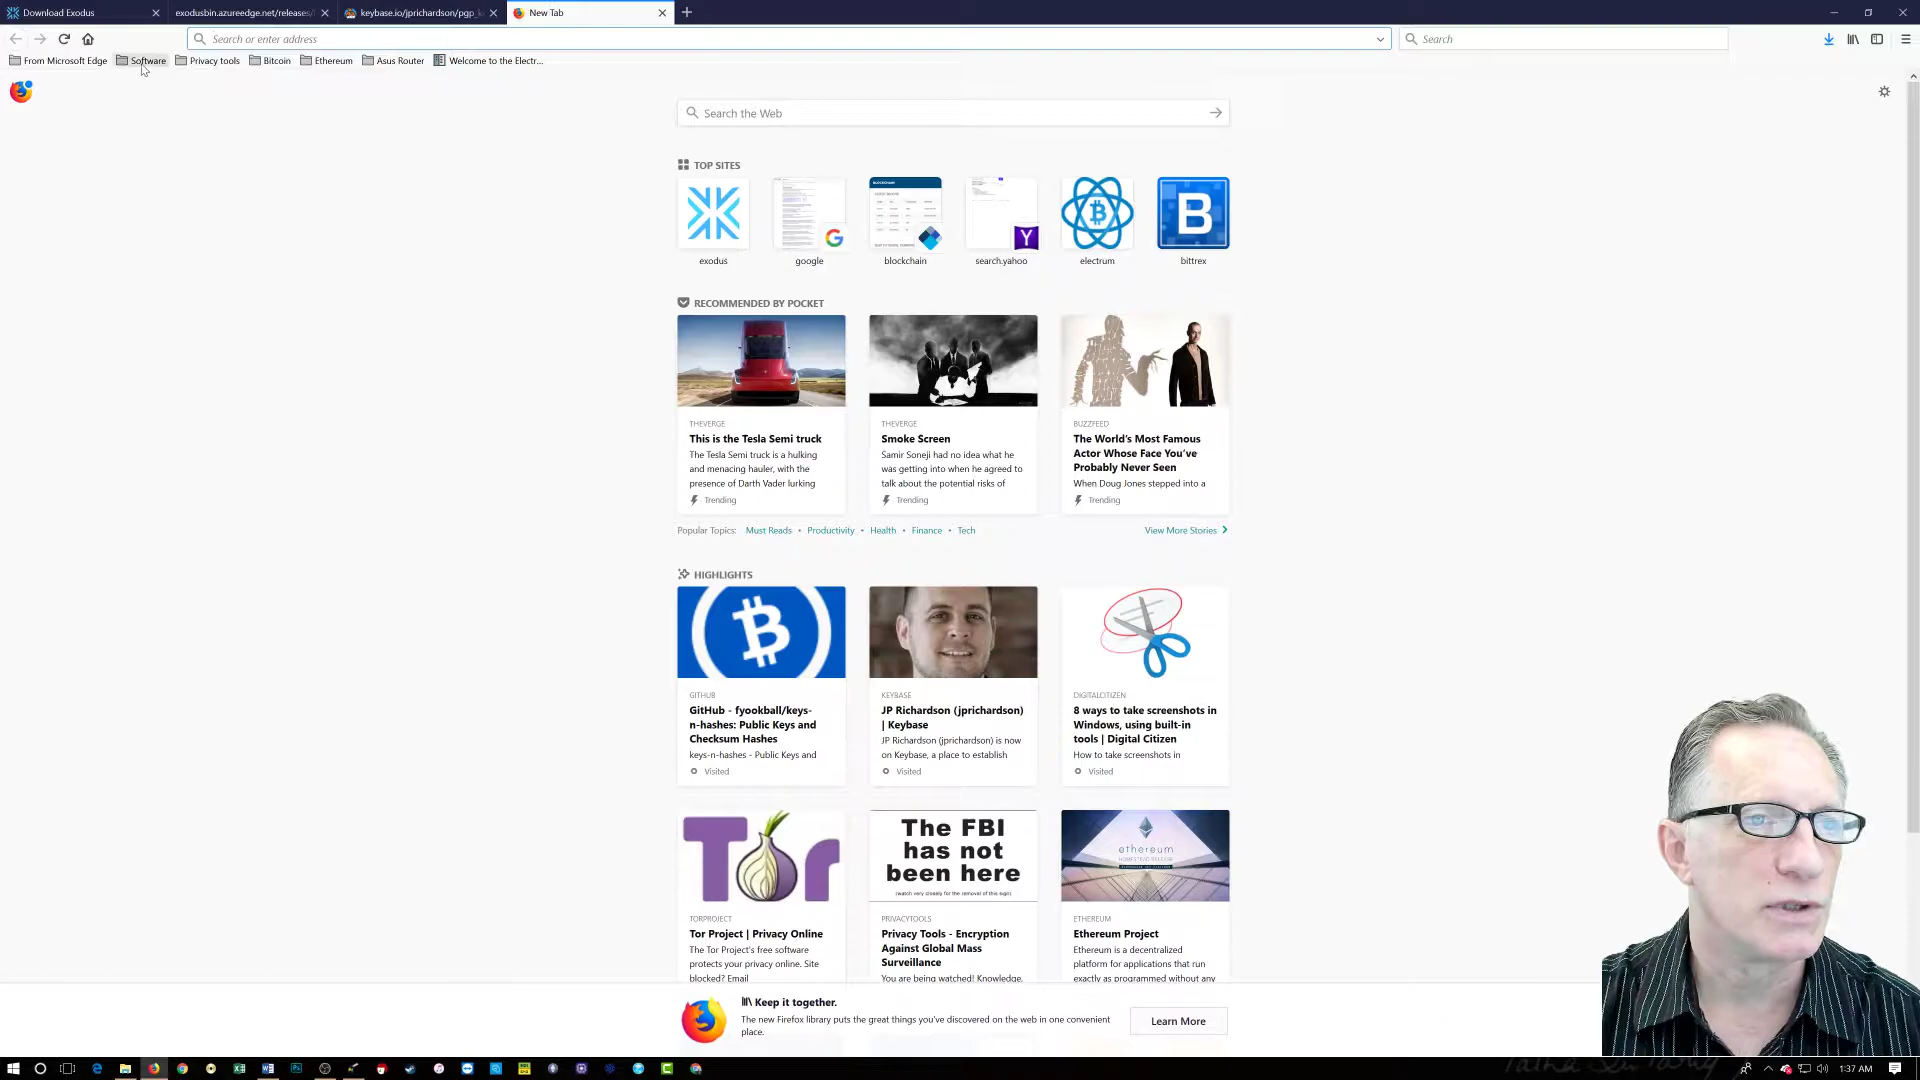 Download Exodus
exodusbin.azureedge.net/releases/
keybase.io/jprichardson/pgp_k
New Tab
Search or enter address
Search
From Microsoft Edge
Software
Privacy tools
Bitcoin
Ethereum
Asus Router
Welcome to the Electr...
Search the Web
TOP SITES
exodus
google
BLOCKCHAIN
blockchain
Y
search.yahoo
electrum
B
bittrex
RECOMMENDED BY POCKET
THEVERGE
This is the Tesla Semi truck
The Tesla Semi truck is a hulking
and menacing hauler, with the
presence of Darth Vader lurking
Trending
THEVERGE
Smoke Screen
Samir Soneji had no idea what he
was getting into when he agreed to
talk about the potential risks of
Trending
BUZZFEED
The World's Most Famous
Actor Whose Face You've
Probably Never Seen
When Doug Jones stepped into a
Trending
Popular Topics: Must Reads • Productivity • Health • Finance • Tech
View More Stories
HIGHLIGHTS
GITHUB
GitHub - fyookball/keys-
n-hashes: Public Keys and
Checksum Hashes
keys-n-hashes - Public Keys and
Visited
KEYBASE
JP Richardson (jprichardson)
| Keybase
JP Richardson (jprichardson) is now
on Keybase, a place to establish
Visited
DIGITALCITIZEN
8 ways to take screenshots in
Windows, using built-in
tools | Digital Citizen
How to take screenshots in
Visited
Tor
TORPROJECT
Tor Project | Privacy Online
The Tor Project's free software
protects your privacy online. Site
blocked? Email
The FBI
has not
been here
(watch very closely for the removal of this sign).
PRIVACYTOOLS
Privacy Tools - Encryption
Against Global Mass
Surveillance
You are being watched! Knowledge,
ethereum
HOMESTEAD RELEASE
ETHEREUM
Ethereum Project
Ethereum is a decentralized
platform for applications that run
exactly as programmed without any
Keep it together.
The new Firefox library puts the great things you've discovered on the web in one convenient
place.
Learn More
1:37 AM